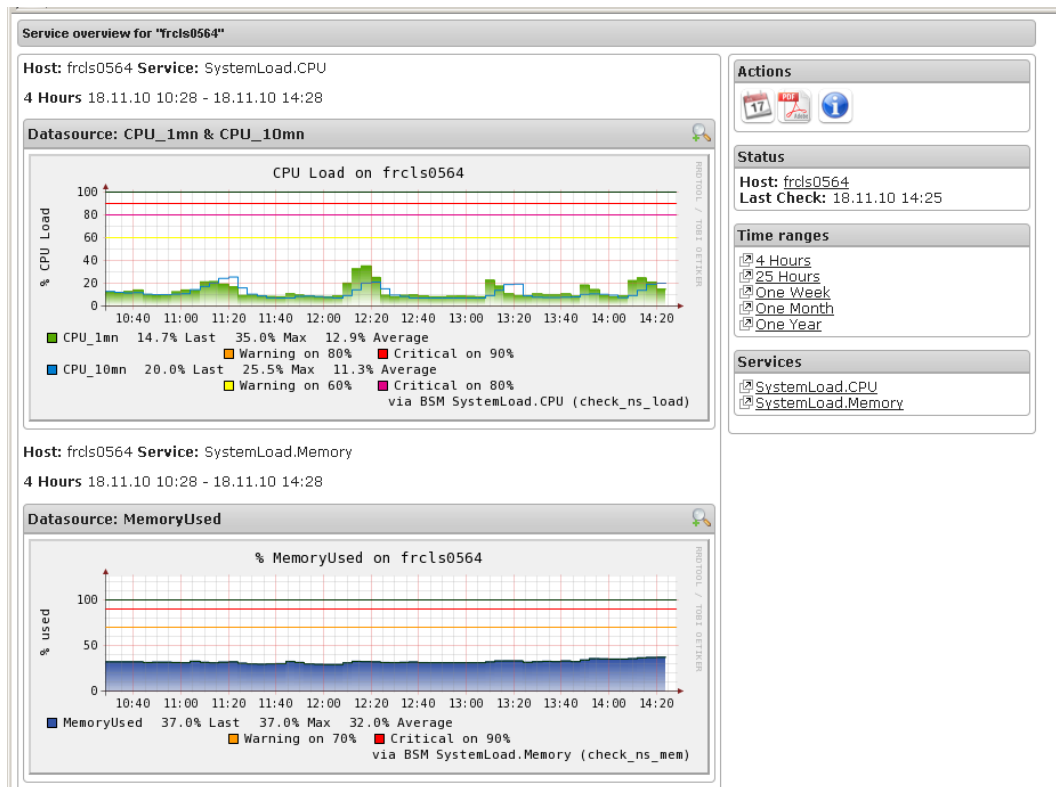 Service overview for "frcls0564"
Host: frcls0564 Service: SystemLoad.CPU
4 Hours 18.11.10 10:28 - 18.11.10 14:28
Datasource: CPU_1mn & CPU_10mn
CPU Load on frcls0564
RRDTOOL / TOBI OETIKER
% CPU Load
100
80
60
40
20
0
10:40 11:00 11:20 11:40 12:00 12:20 12:40 13:00 13:20 13:40 14:00 14:20
CPU_1mn 14.7% Last 35.0% Max 12.9% Average
Warning on 80% Critical on 90%
CPU_10mn 20.0% Last 25.5% Max 11.3% Average
Warning on 60% Critical on 80%
via BSM SystemLoad.CPU (check_ns_load)
Host: frcls0564 Service: SystemLoad.Memory
4 Hours 18.11.10 10:28 - 18.11.10 14:28
Datasource: MemoryUsed
% MemoryUsed on frcls0564
RRDTOOL / TOBI OETIKER
% used
100
50
0
10:40 11:00 11:20 11:40 12:00 12:20 12:40 13:00 13:20 13:40 14:00 14:20
MemoryUsed 37.0% Last 37.0% Max 32.0% Average
Warning on 70% Critical on 90%
via BSM SystemLoad.Memory (check_ns_mem)
Actions
17
PDF
Adobe
Status
Host: frcls0564
Last Check: 18.11.10 14:25
Time ranges
4 Hours
25 Hours
One Week
One Month
One Year
Services
SystemLoad.CPU
SystemLoad.Memory